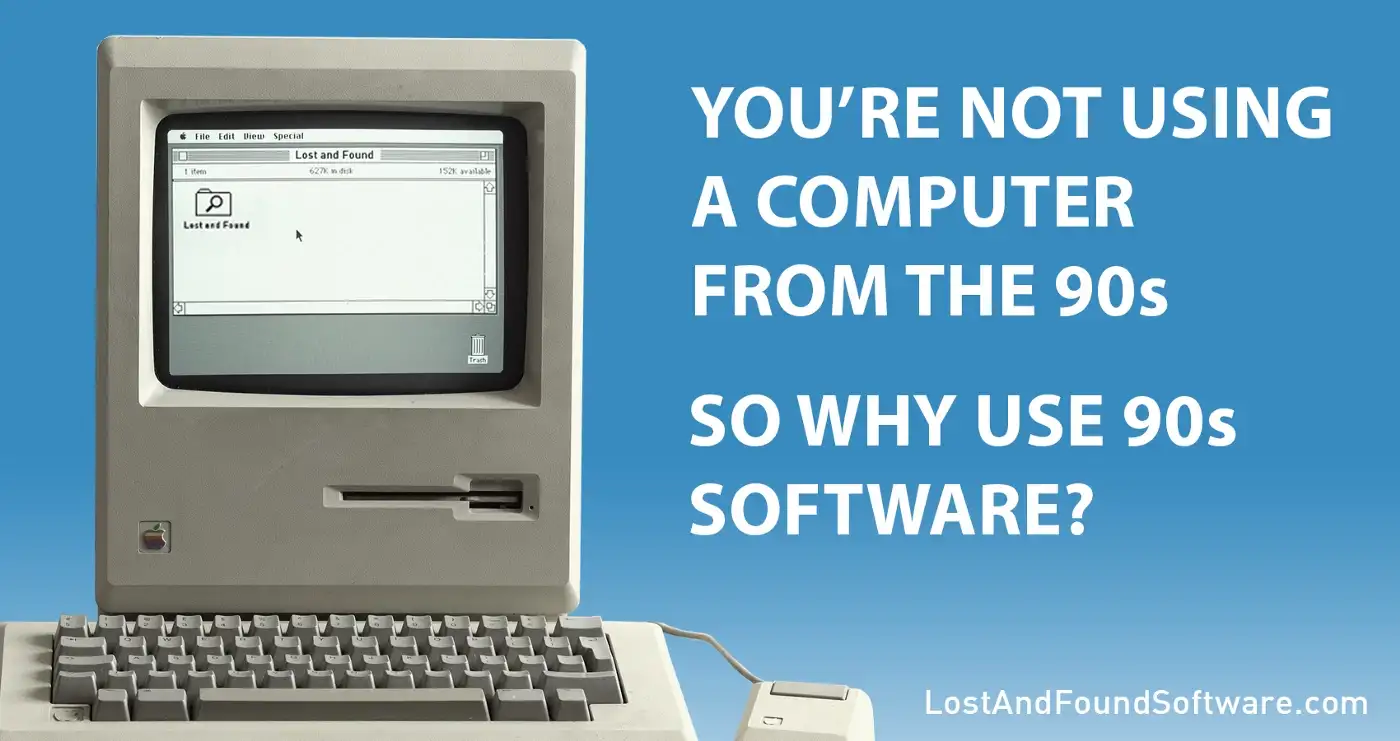 File Edit View Special
Lost and Found
1 item 627K in disk 152K available
Lost and Found
Trash
YOU’RE NOT USING
A COMPUTER
FROM THE 90s
SO WHY USE 90s
SOFTWARE?
LostAndFoundSoftware.com